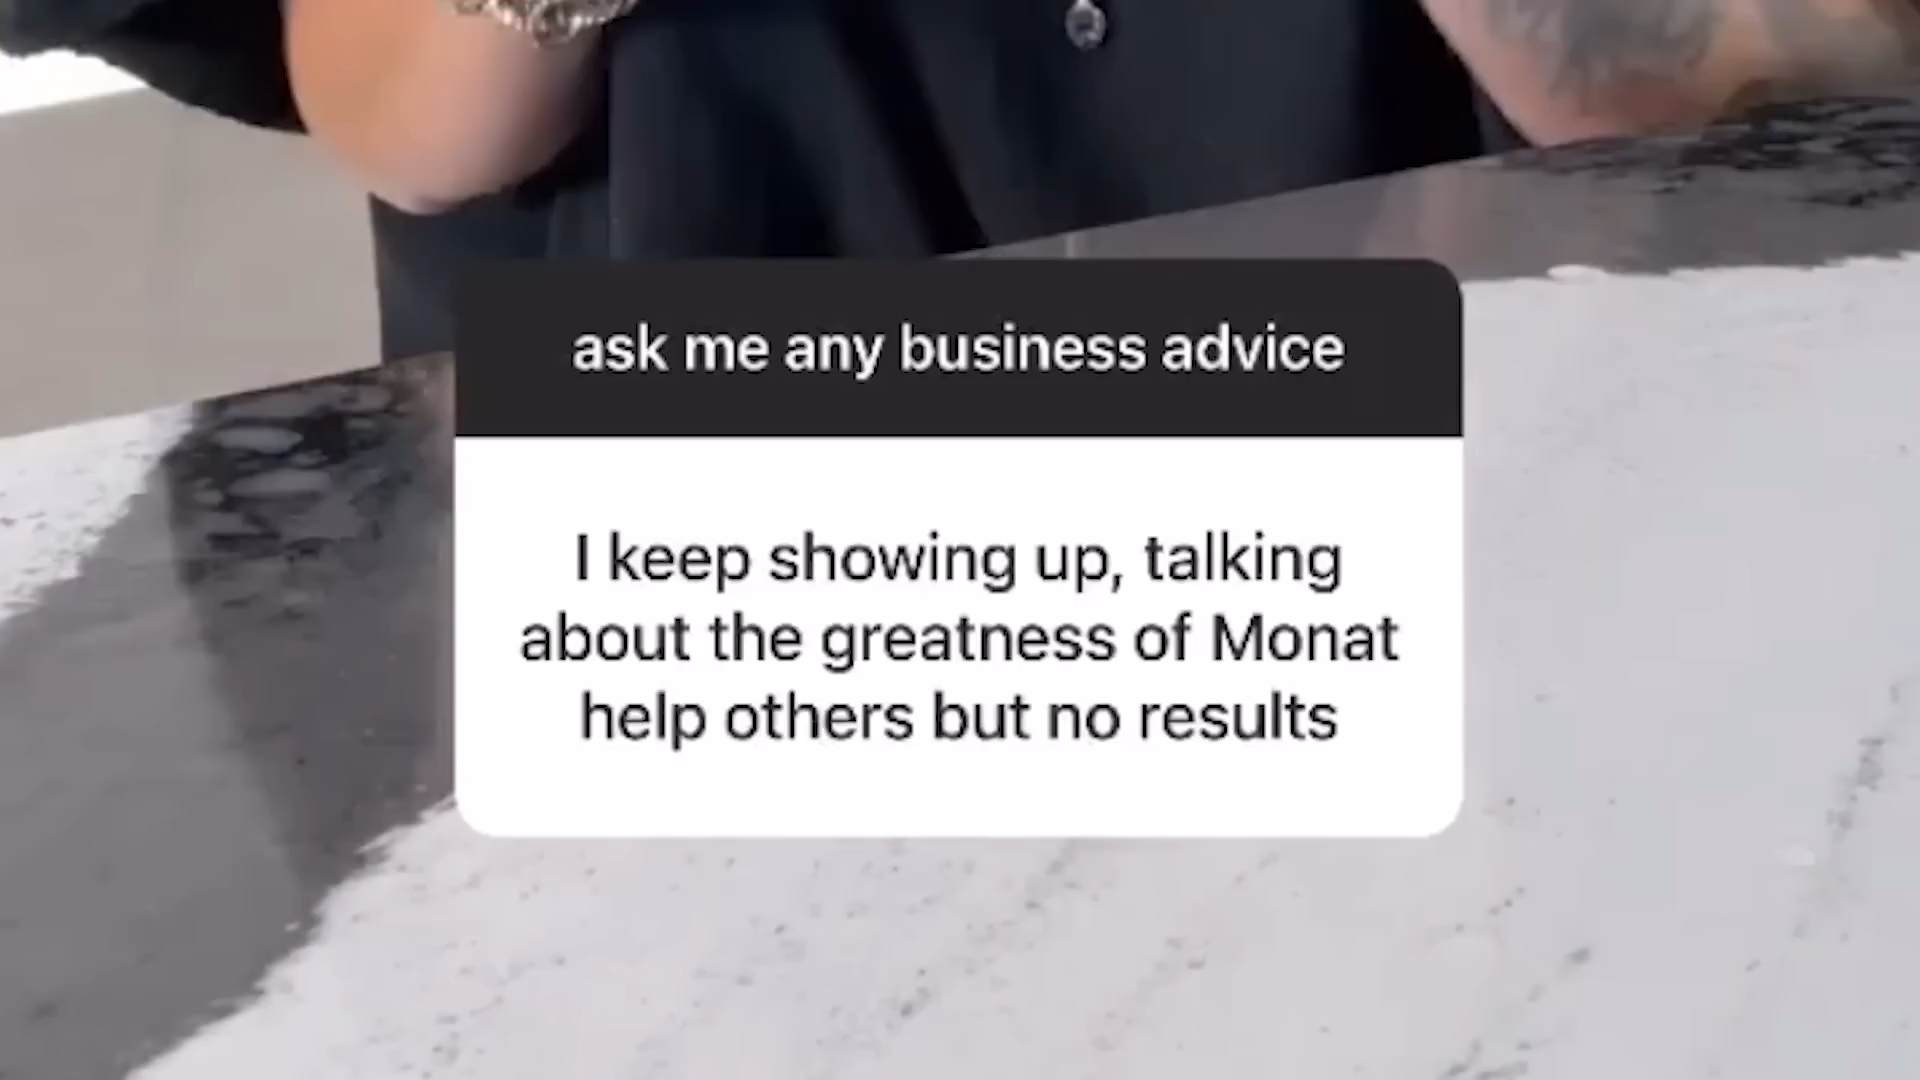 ask me any business advice
I keep showing up, talking
about the greatness of Monat
help others but no results